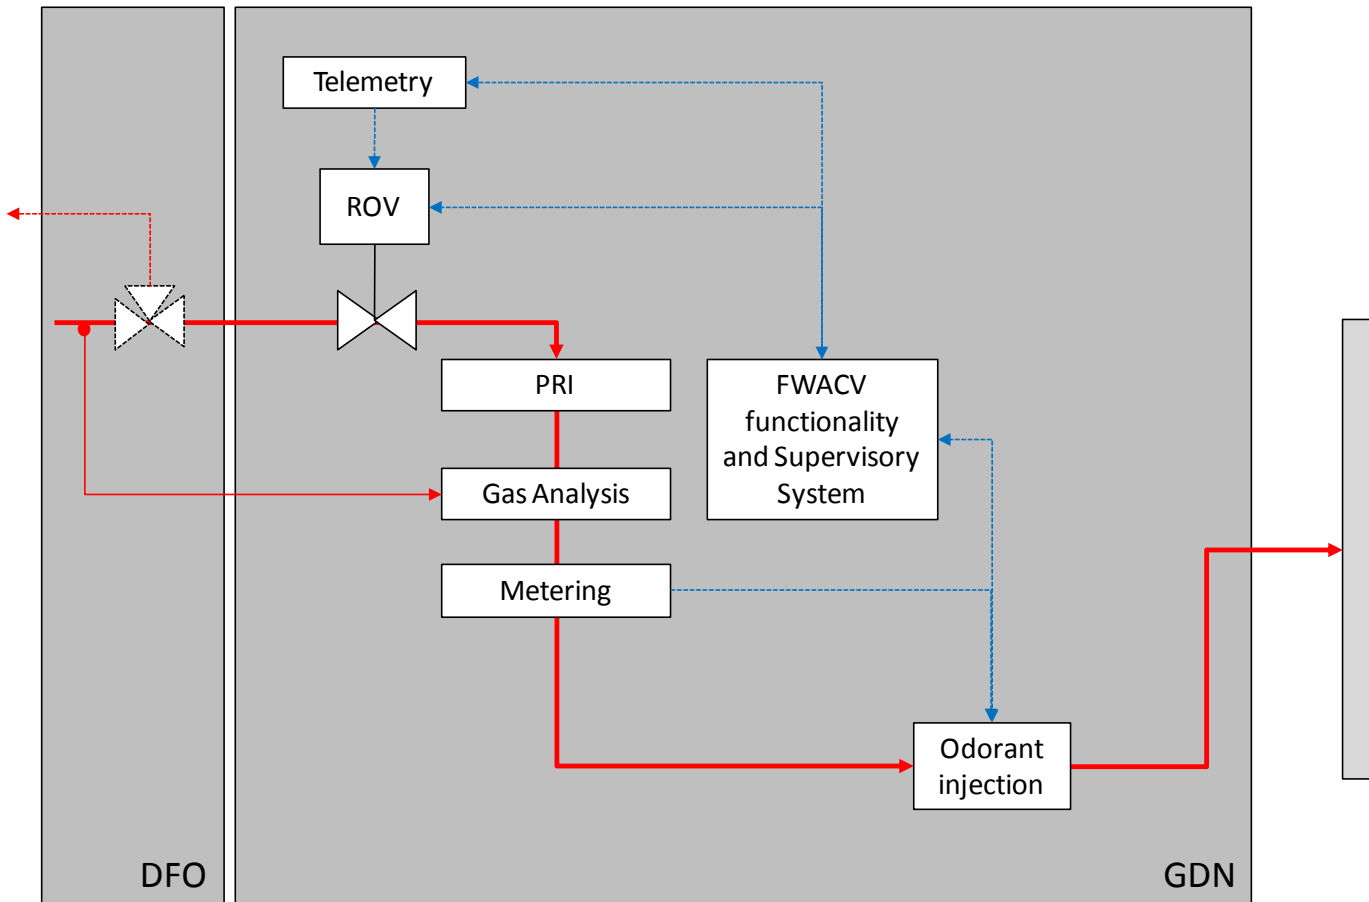 Telemetry
ROV
PRI
FWACV
functionality
and Supervisory
System
Gas Analysis
Metering
Odorant
injection
DFO
GDN